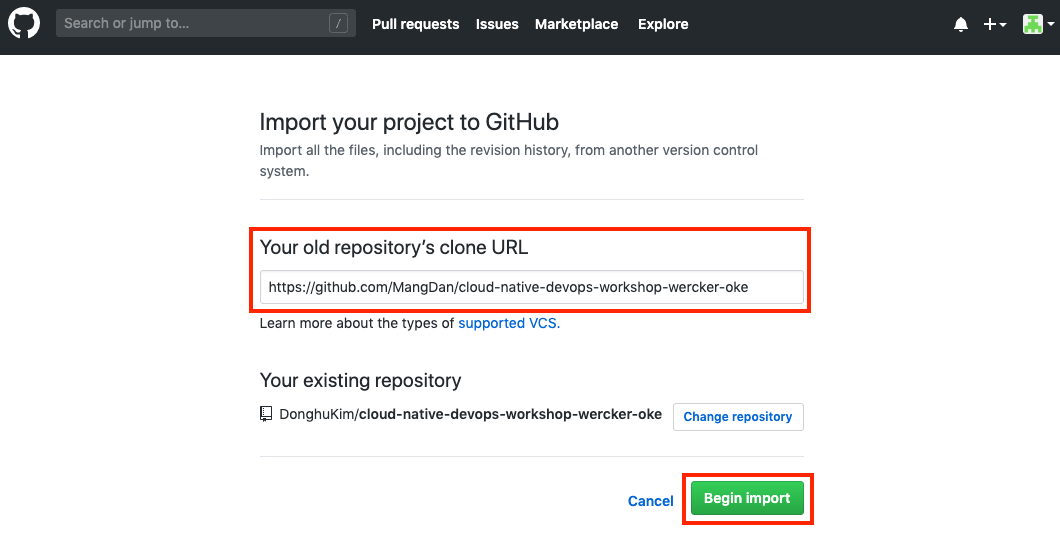 Search or jump to... /
Pull requests Issues Marketplace Explore
Import your project to GitHub
Import all the files, including the revision history, from another version control
system.
Your old repository’s clone URL
https://github.com/MangDan/cloud-native-devops-workshop-wercker-oke
Learn more about the types of supported VCS.
Your existing repository
DonghuKim/cloud-native-devops-workshop-wercker-oke Change repository
Cancel Begin import